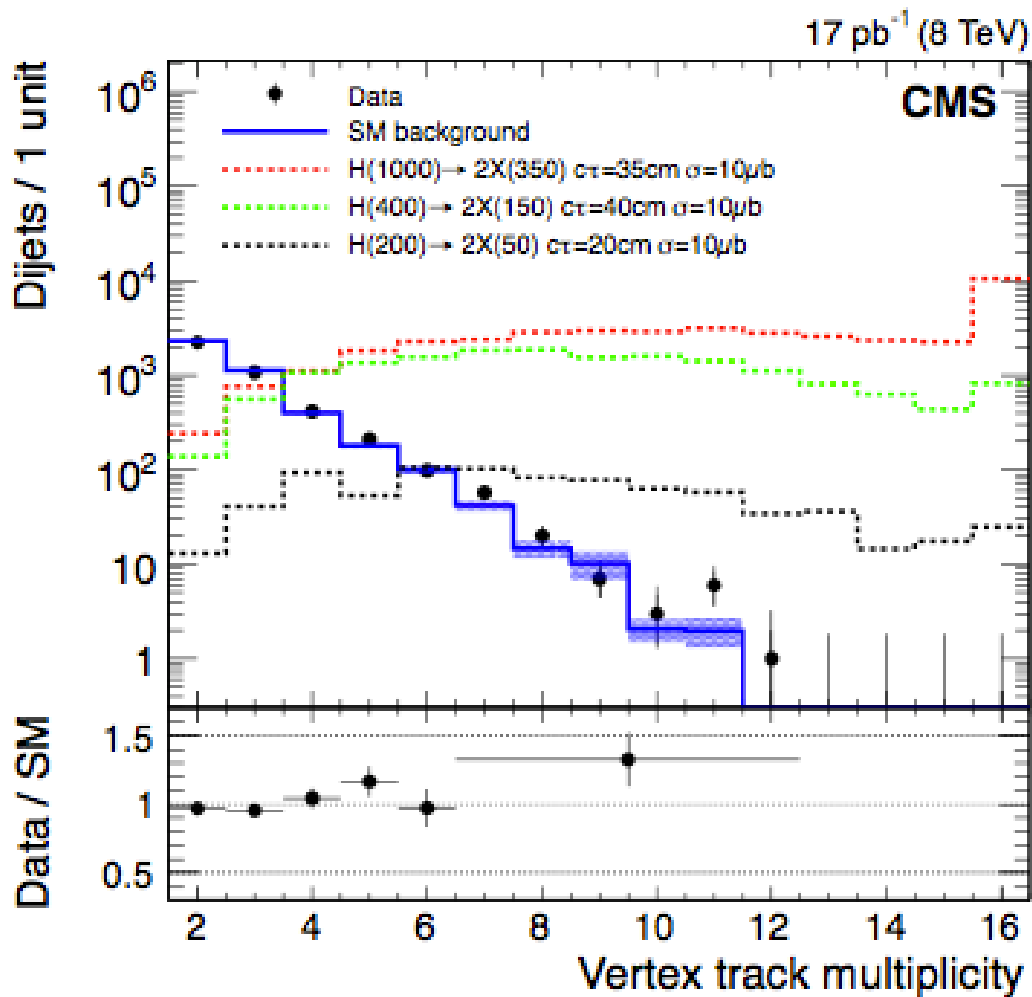 17 pb⁻¹ (8 TeV)
CMS
Data
SM background
H(1000)→ 2X(350) cτ=35cm σ=10μb
H(400)→ 2X(150) cτ=40cm σ=10μb
H(200)→ 2X(50) cτ=20cm σ=10μb
Dijets / 1 unit
10⁶
10⁵
10⁴
10³
10²
10
1
Data / SM
1.5
1
0.5
2 4 6 8 10 12 14 16
Vertex track multiplicity